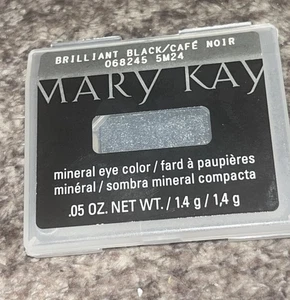 BRILLIANT BLACK/CAFÉ NOIR
068245 5M24
MARY KAY
mineral eye color / fard à paupières
minéral / sombra mineral compacta
.05 OZ. NET WT. / 1,4 g / 1,4 g